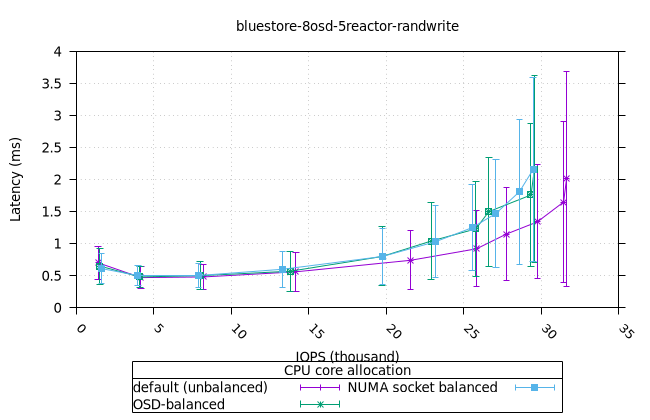 bluestore-8osd-5reactor-randwrite
4
3.5
3
2.5
2
1.5
1
0.5
0
Latency (ms)
0 5 10 15 20 25 30 35
IOPS (thousand)
CPU core allocation
default (unbalanced) NUMA socket balanced
OSD-balanced